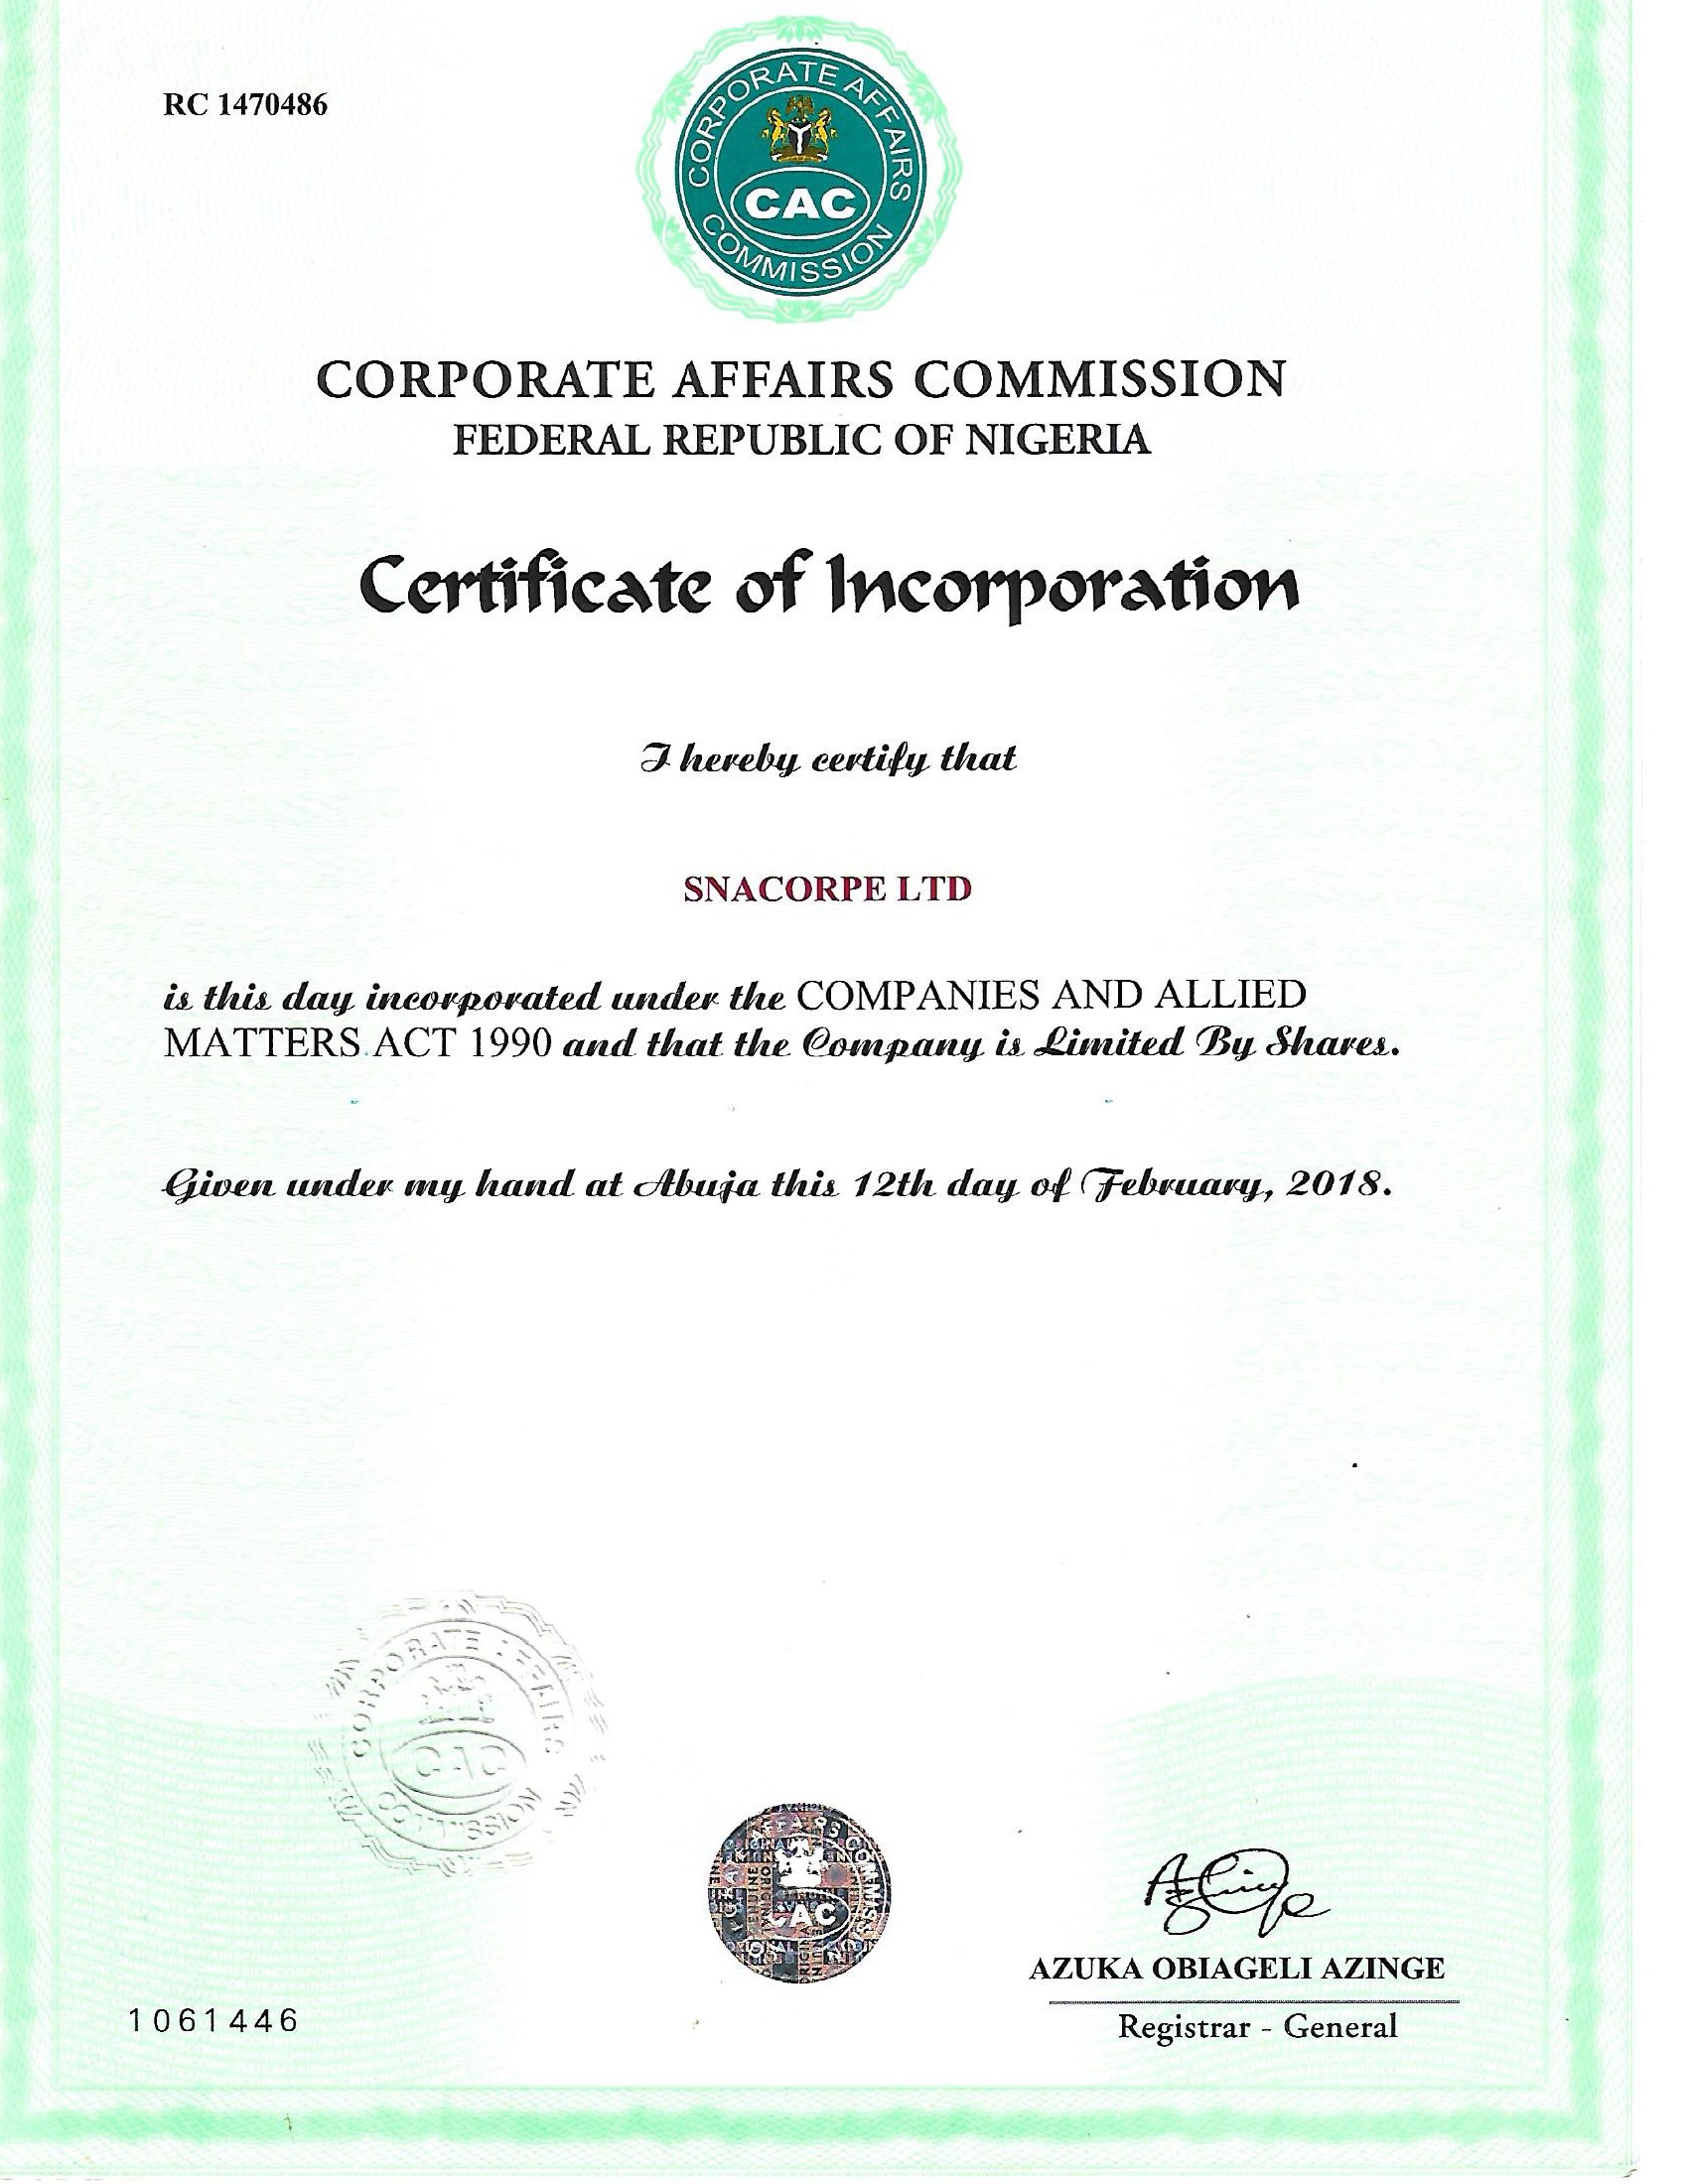 RC 1470486
CORPORATE AFFAIRS
CAC
COMMISSION
CORPORATE AFFAIRS COMMISSION
FEDERAL REPUBLIC OF NIGERIA
Certificate of Incorporation
I hereby certify that
SNACORPE LTD
is this day incorporated under the COMPANIES AND ALLIED
MATTERS ACT 1990 and that the Company is Limited By Shares.
Given under my hand at Abuja this 12th day of February, 2018.
CORPORATE AFFAIRS
CAC
COMMISSION
AFFAIRS COMMISS
CAC
AZUKA OBIAGELI AZINGE
1061446
Registrar - General